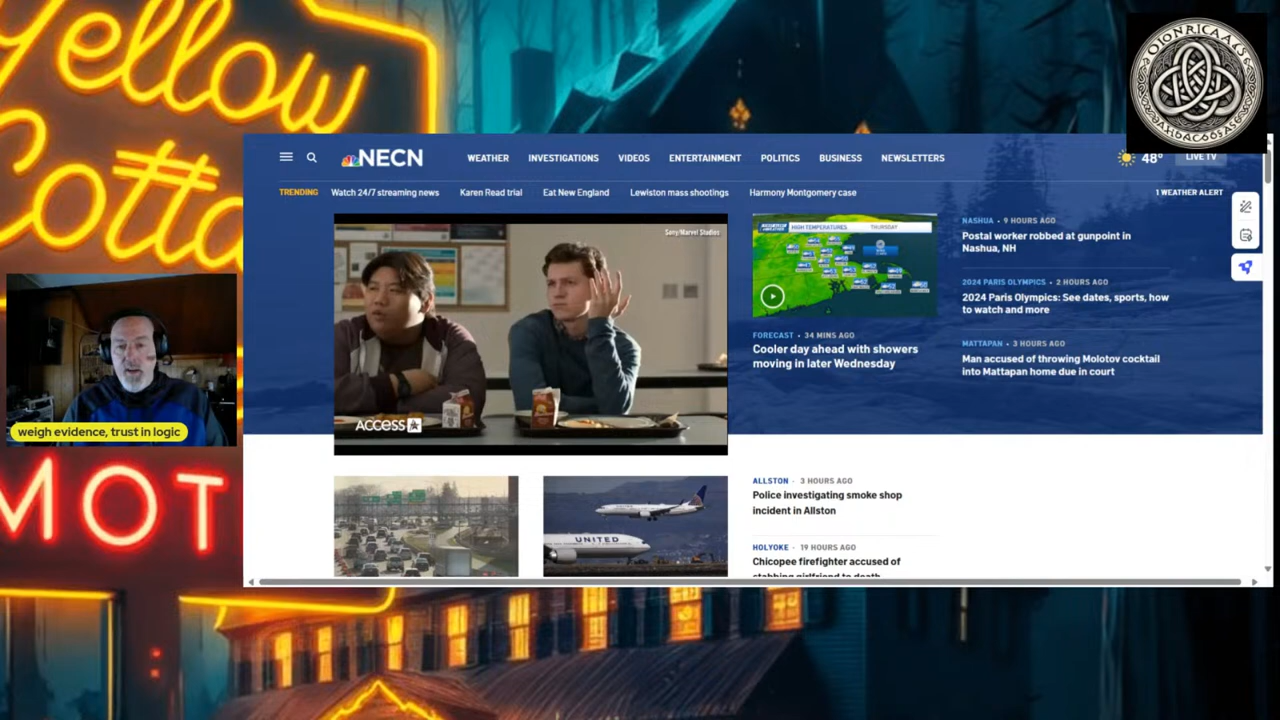 Yellow
Cotta
MOT
NECN
WEATHER INVESTIGATIONS VIDEOS ENTERTAINMENT POLITICS BUSINESS NEWSLETTERS
48°
LIVE TV
TRENDING Watch 24/7 streaming news Karen Read trial Eat New England Lewiston mass shootings Harmony Montgomery case
1 WEATHER ALERT
Sony/Marvel Studios
ACCESS
HIGH TEMPERATURES THURSDAY
FORECAST • 34 MINS AGO
Cooler day ahead with showers
moving in later Wednesday
NASHUA • 9 HOURS AGO
Postal worker robbed at gunpoint in
Nashua, NH
2024 PARIS OLYMPICS • 2 HOURS AGO
2024 Paris Olympics: See dates, sports, how
to watch and more
MATTAPAN • 3 HOURS AGO
Man accused of throwing Molotov cocktail
into Mattapan home due in court
weigh evidence, trust in logic
UNITED
ALLSTON · 3 HOURS AGO
Police investigating smoke shop
incident in Allston
HOLYOKE · 19 HOURS AGO
Chicopee firefighter accused of
stabbing girlfriend to death